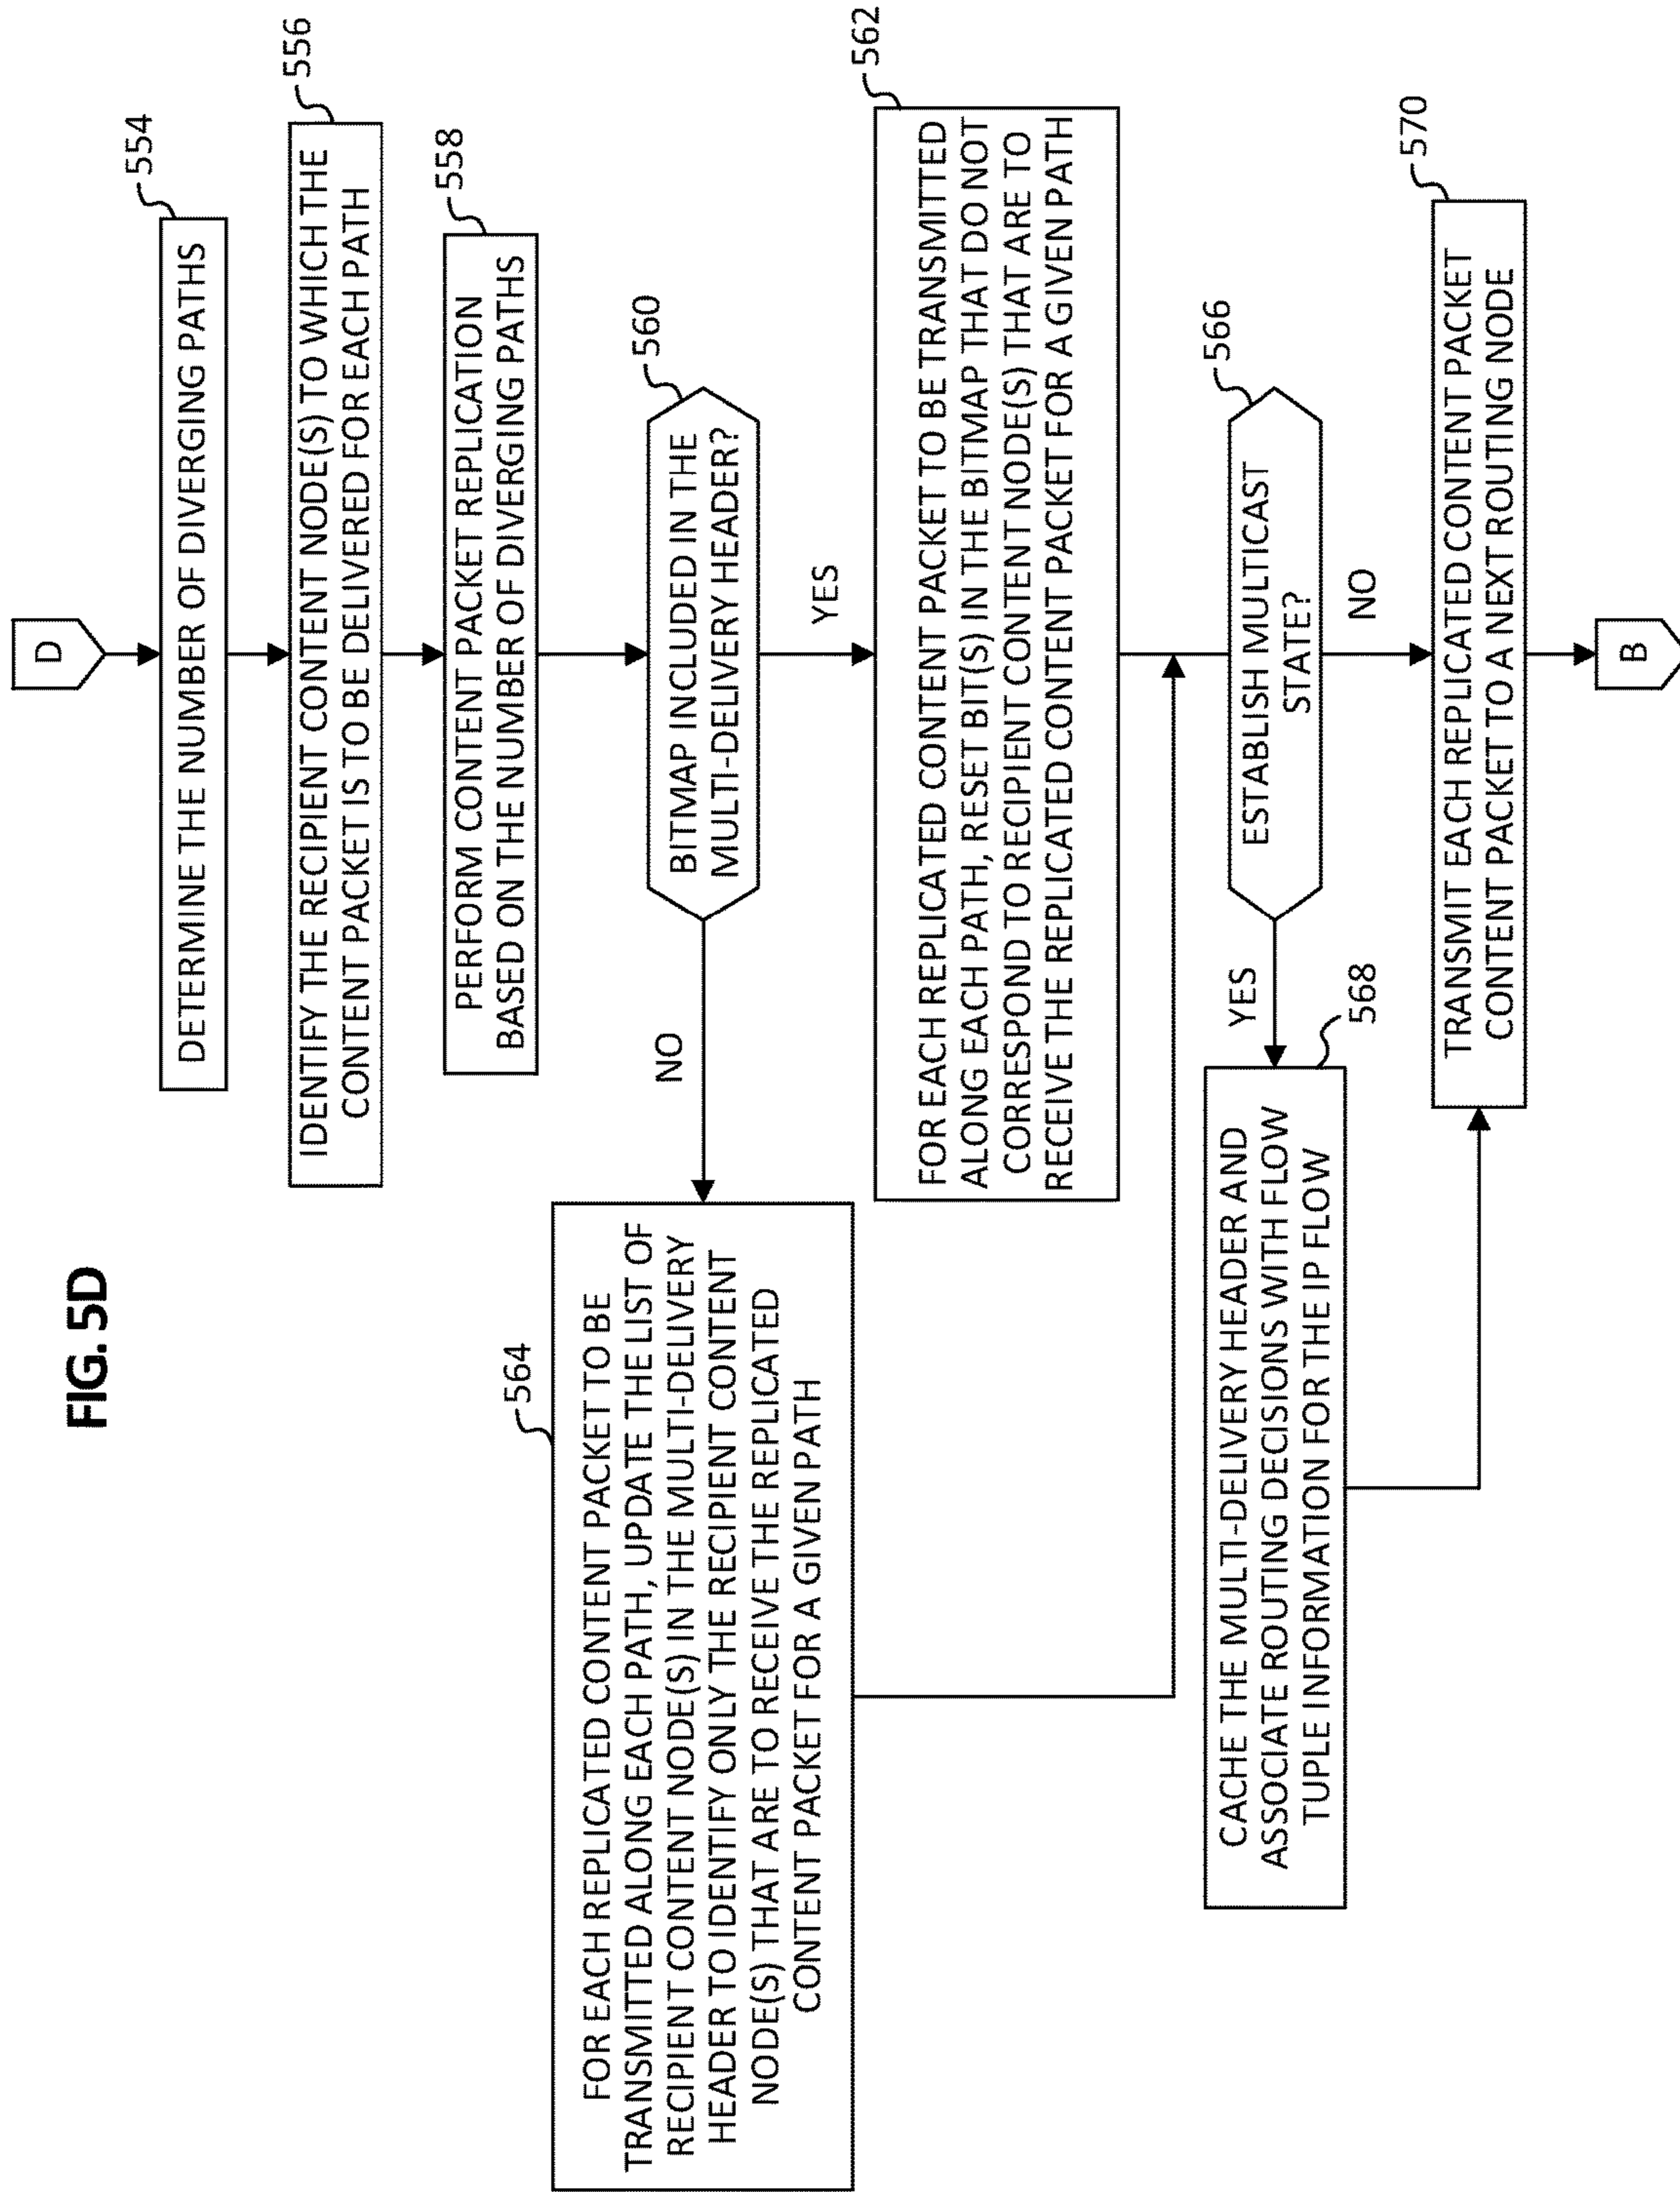 FIG. 5D
D
554
DETERMINE THE NUMBER OF DIVERGING PATHS
556
IDENTIFY THE RECIPIENT CONTENT NODE(S) TO WHICH THE
CONTENT PACKET IS TO BE DELIVERED FOR EACH PATH
558
PERFORM CONTENT PACKET REPLICATION
BASED ON THE NUMBER OF DIVERGING PATHS
560
BITMAP INCLUDED IN THE
MULTI-DELIVERY HEADER?
NO
YES
564
FOR EACH REPLICATED CONTENT PACKET TO BE
TRANSMITTED ALONG EACH PATH, UPDATE THE LIST OF
RECIPIENT CONTENT NODE(S) IN THE MULTI-DELIVERY
HEADER TO IDENTIFY ONLY THE RECIPIENT CONTENT
NODE(S) THAT ARE TO RECEIVE THE REPLICATED
CONTENT PACKET FOR A GIVEN PATH
562
FOR EACH REPLICATED CONTENT PACKET TO BE TRANSMITTED
ALONG EACH PATH, RESET BIT(S) IN THE BITMAP THAT DO NOT
CORRESPOND TO RECIPIENT CONTENT NODE(S) THAT ARE TO
RECEIVE THE REPLICATED CONTENT PACKET FOR A GIVEN PATH
566
ESTABLISH MULTICAST
STATE?
YES
NO
568
CACHE THE MULTI-DELIVERY HEADER AND
ASSOCIATE ROUTING DECISIONS WITH FLOW
TUPLE INFORMATION FOR THE IP FLOW
570
TRANSMIT EACH REPLICATED CONTENT PACKET
CONTENT PACKET TO A NEXT ROUTING NODE
B